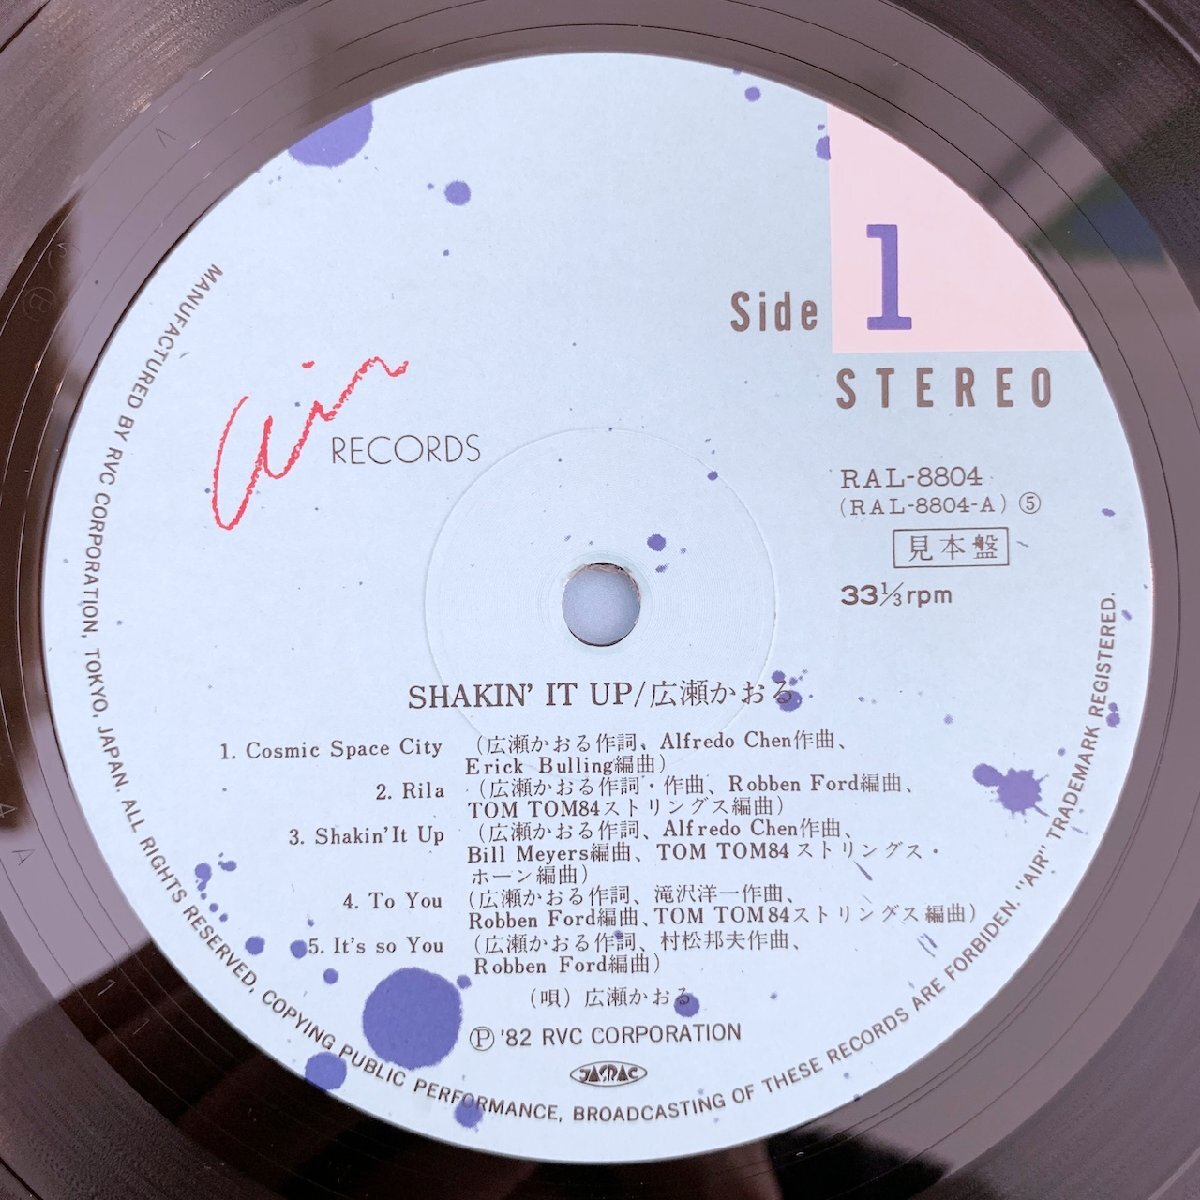 Side 1
STEREO
Air
RECORDS
RAL-8804
(RAL-8804-A) ⑤
見本盤
33 1/3 rpm
SHAKIN' IT UP/広瀬かおる
1. Cosmic Space City (広瀬かおる作詞、Alfredo Chen作曲、
Erick Bulling編曲)
2. Rila (広瀬かおる作詞・作曲、Robben Ford編曲、
TOM TOM84ストリングス編曲)
3. Shakin' It Up (広瀬かおる作詞、Alfredo Chen作曲、
Bill Meyers編曲、TOM TOM84ストリングス・
ホーン編曲)
4. To You (広瀬かおる作詞、滝沢洋一作曲、
Robben Ford編曲、TOM TOM84ストリングス編曲)
5. It's so You (広瀬かおる作詞、村松邦夫作曲、
Robben Ford編曲)
(唄)広瀬かおる
Ⓟ '82 RVC CORPORATION
JASRAC
MANUFACTURED BY RVC CORPORATION, TOKYO, JAPAN. ALL RIGHTS RESERVED, COPYING PUBLIC PERFORMANCE, BROADCASTING OF THESE RECORDS ARE FORBIDEN. "AIR" TRADEMARK REGISTERED.